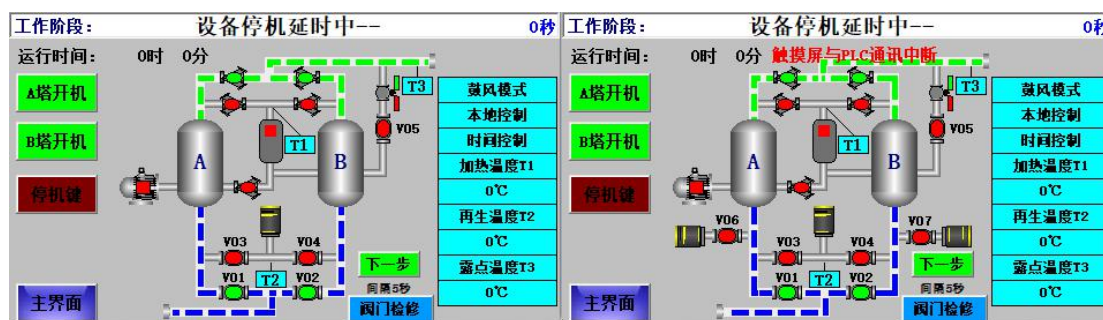 工作阶段: 设备停机延时中-- 0秒
运行时间: 0时 0分
A塔开机
B塔开机
停机键
主界面
A
B
T1
T2
T3
V05
V03
V04
V01
V02
下一步
间隔5秒
阀门检修
鼓风模式
本地控制
时间控制
加热温度T1
0℃
再生温度T2
0℃
露点温度T3
0℃
工作阶段: 设备停机延时中-- 0秒
运行时间: 0时 0分 触摸屏与PLC通讯中断
A塔开机
B塔开机
停机键
主界面
A
B
T1
T2
T3
V05
V06
V07
V03
V04
V01
V02
下一步
间隔5秒
阀门检修
鼓风模式
本地控制
时间控制
加热温度T1
0℃
再生温度T2
0℃
露点温度T3
0℃